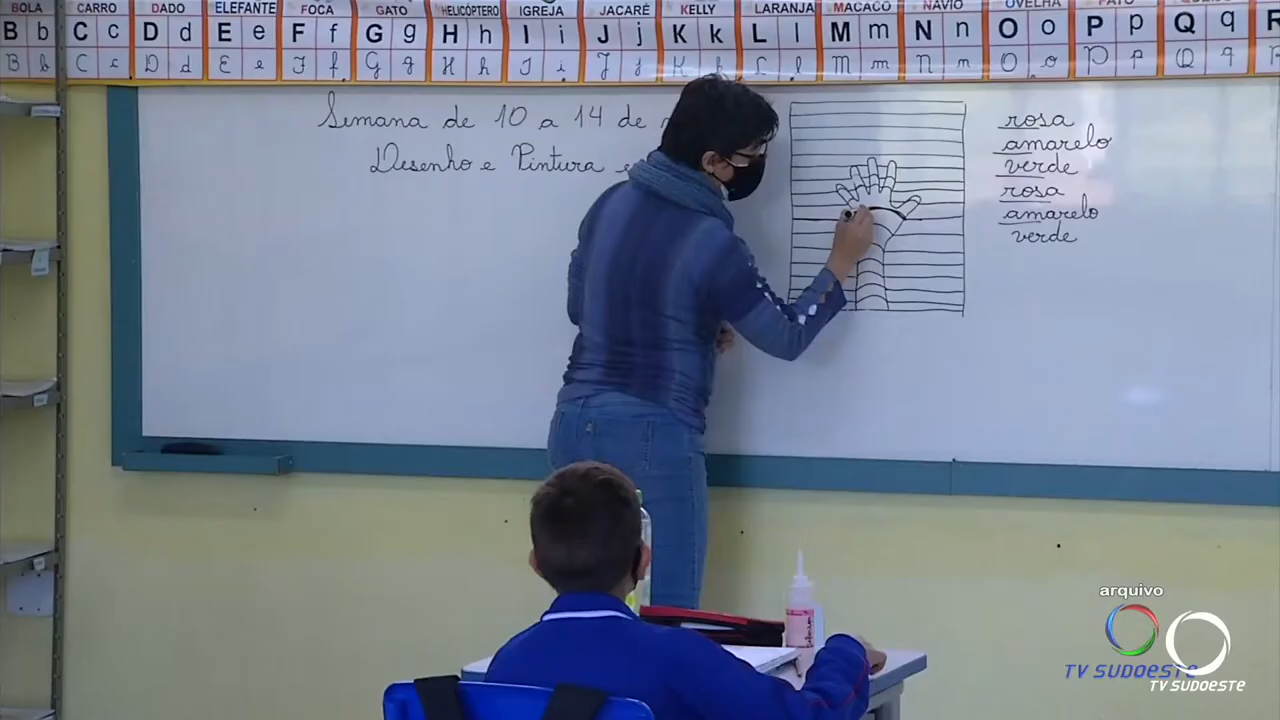 BOLA CARRO DADO ELEFANTE FOCA GATO HELICÓPTERO IGREJA JACARÉ KELLY LARANJA MACACO NAVIO OVELHA PATO
B b C c D d E e F f G g H h I i J j K k L l M m N n O o P p Q q R
B b C c D d E e F f G g H h I i J j K k L l M m N n O o P p Q q
Semana de 10 a 14 de
Desenho e Pintura e
rosa
amarelo
verde
rosa
amarelo
verde
arquivo
TV SUDOESTE
TV SUDOESTE